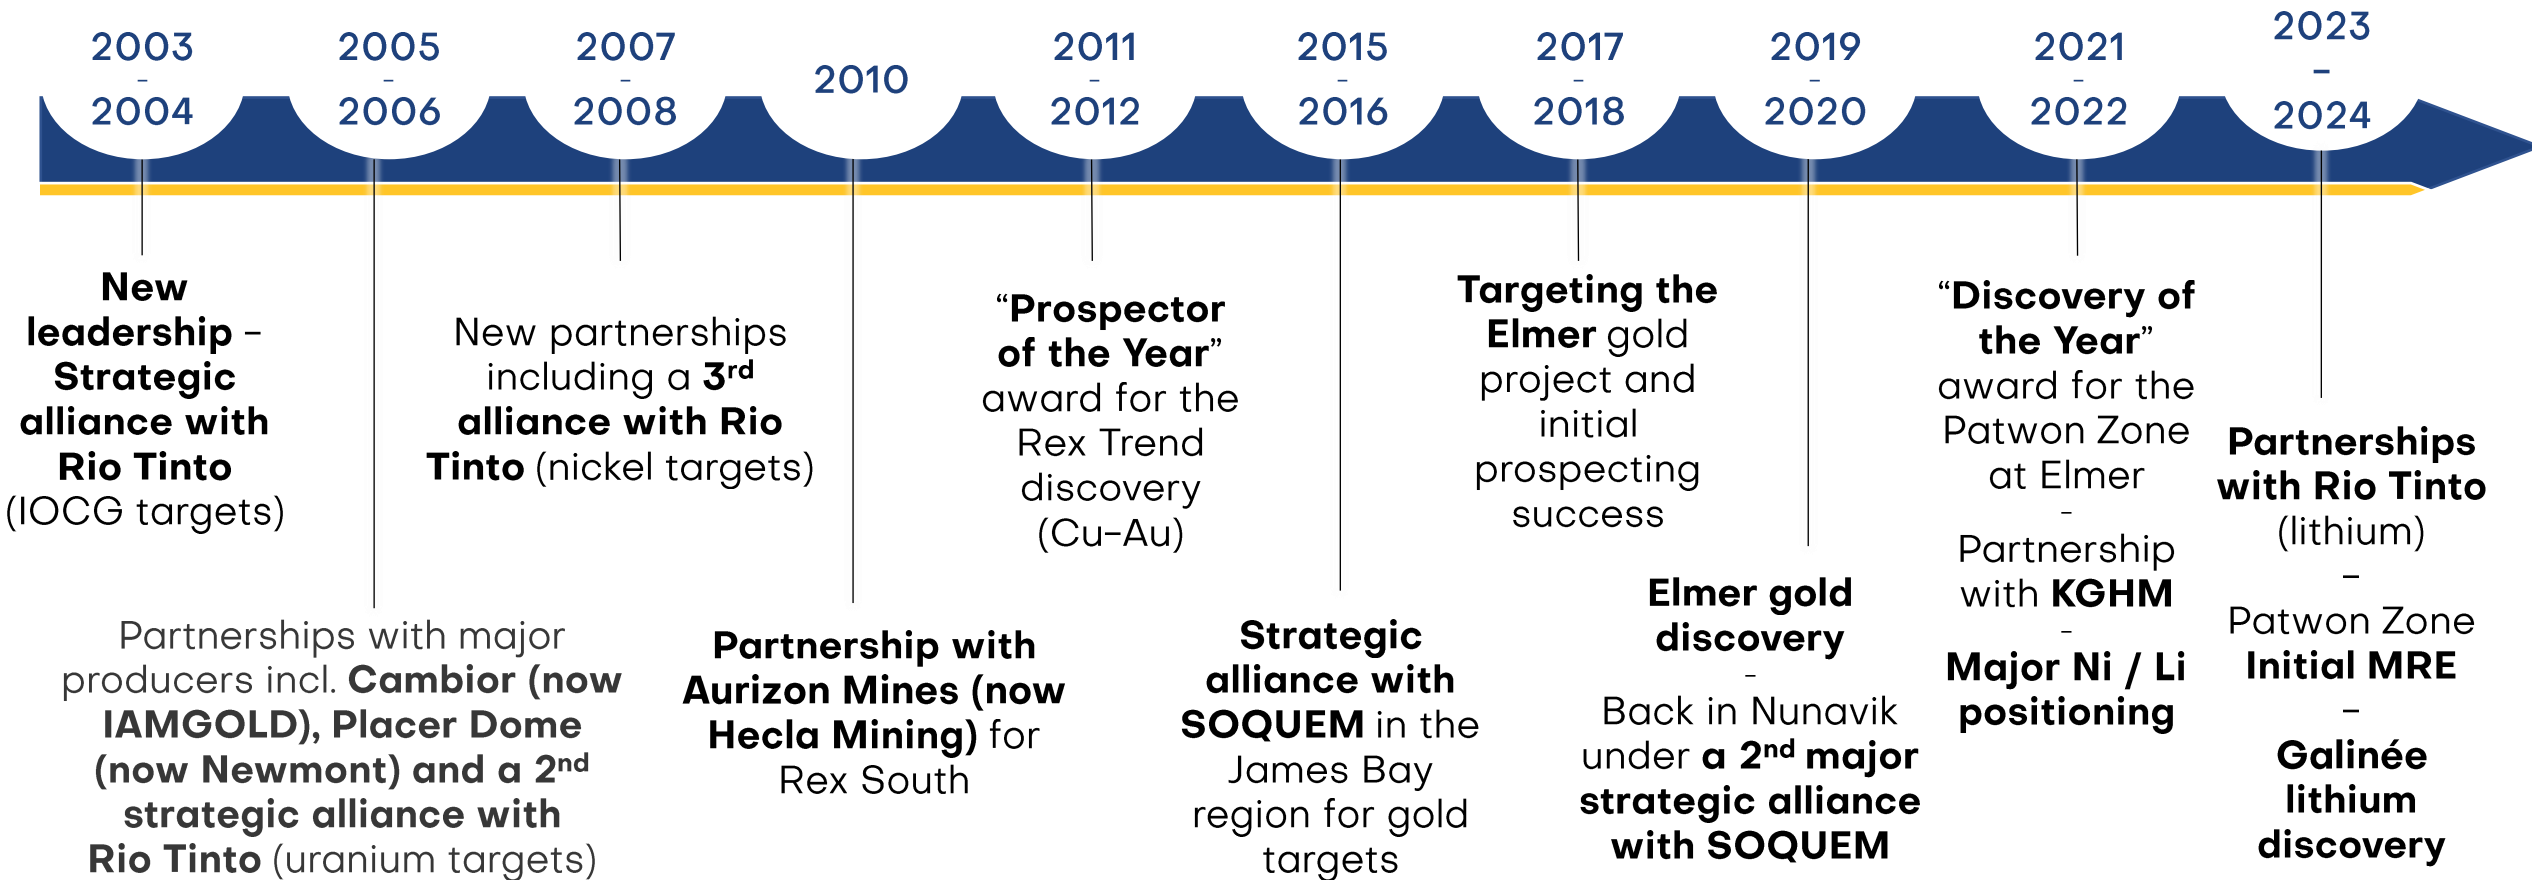 2003
–
2004
New
leadership –
Strategic
alliance with
Rio Tinto
(IOCG targets)
2005
–
2006
Partnerships with major
producers incl. Cambior (now
IAMGOLD), Placer Dome
(now Newmont) and a 2nd
strategic alliance with
Rio Tinto (uranium targets)
2007
–
2008
New partnerships
including a 3rd
alliance with Rio
Tinto (nickel targets)
2010
Partnership with
Aurizon Mines (now
Hecla Mining) for
Rex South
2011
–
2012
“Prospector
of the Year”
award for the
Rex Trend
discovery
(Cu–Au)
2015
–
2016
Strategic
alliance with
SOQUEM in the
James Bay
region for gold
targets
2017
–
2018
Targeting the
Elmer gold
project and
initial
prospecting
success
2019
–
2020
Elmer gold
discovery
–
Back in Nunavik
under a 2nd major
strategic alliance
with SOQUEM
2021
–
2022
“Discovery of
the Year”
award for the
Patwon Zone
at Elmer
–
Partnership
with KGHM
–
Major Ni / Li
positioning
2023
–
2024
Partnerships
with Rio Tinto
(lithium)
–
Patwon Zone
Initial MRE
–
Galinée
lithium
discovery